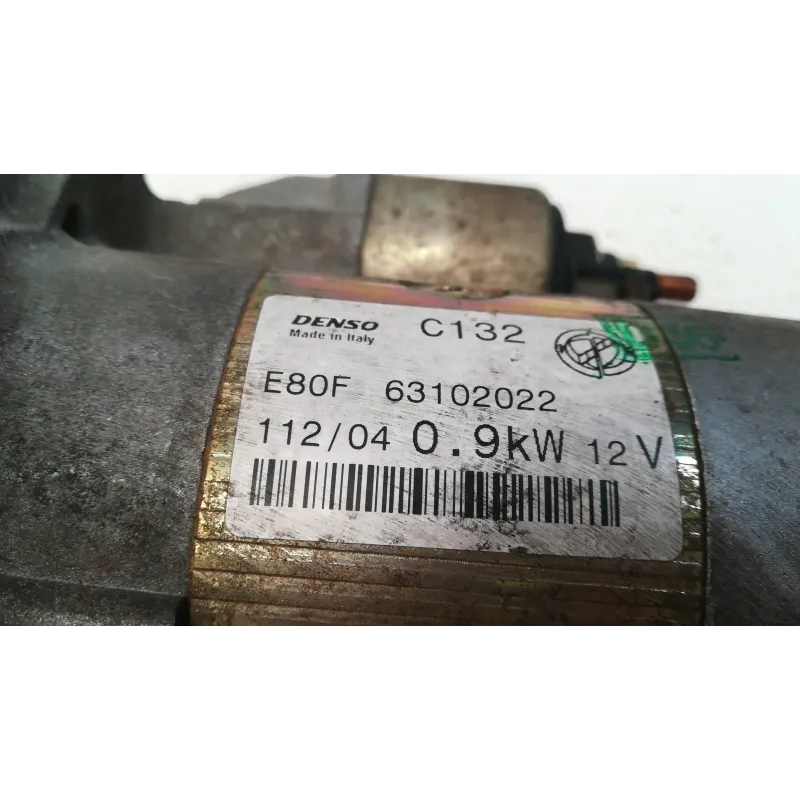 DENSO C132
Made in Italy
E80F 63102022
112/04 0.9kW 12V